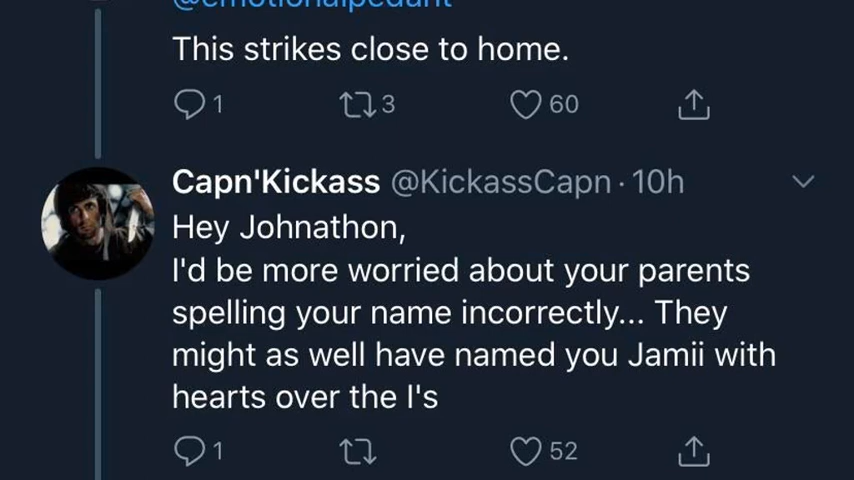 @emotionalpedant
This strikes close to home.
1 3 60
Capn'Kickass @KickassCapn · 10h
Hey Johnathon,
I'd be more worried about your parents
spelling your name incorrectly... They
might as well have named you Jamii with
hearts over the I's
1 52